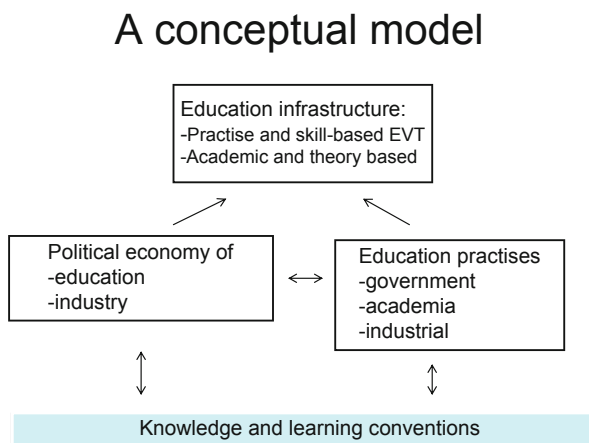 A conceptual model
Education infrastructure:
-Practise and skill-based EVT
-Academic and theory based
Political economy of
-education
-industry
Education practises
-government
-academia
-industrial
Knowledge and learning conventions